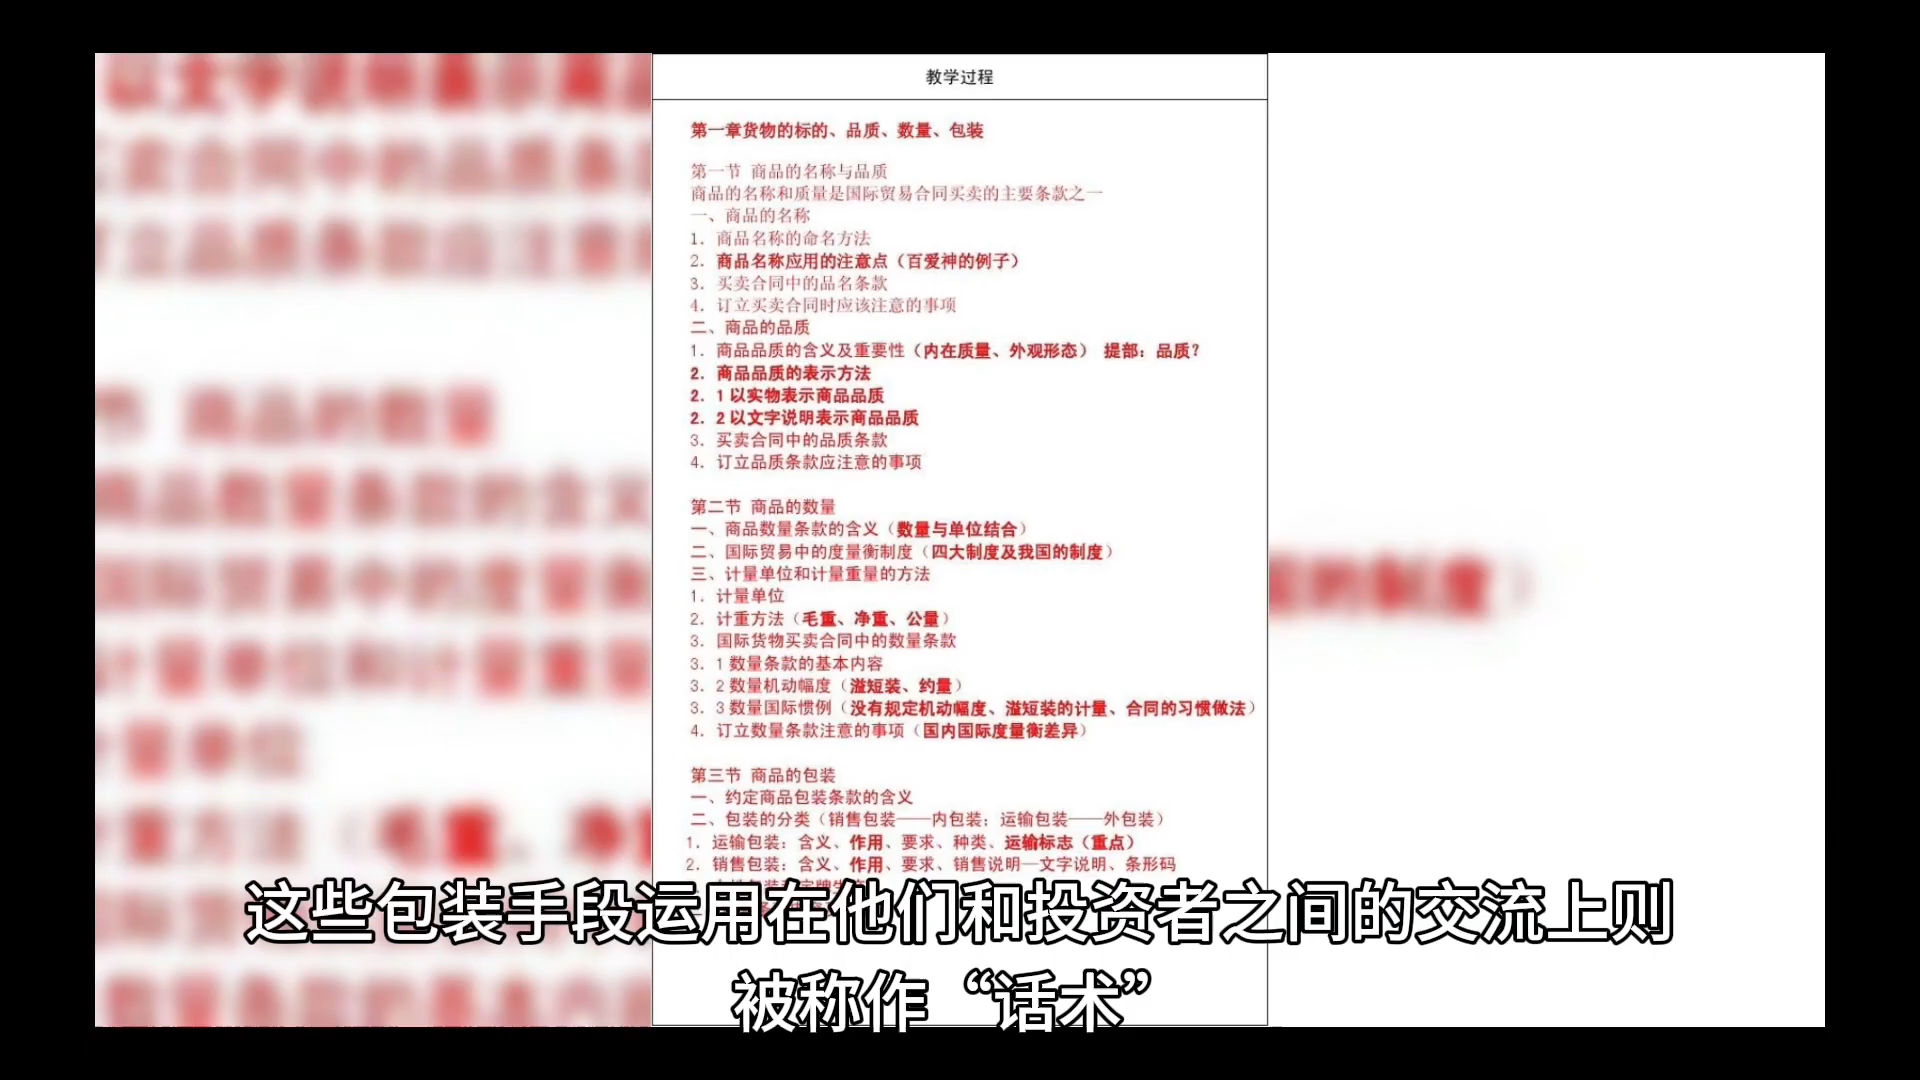 教学过程
第一章货物的标的、品质、数量、包装
第一节 商品的名称与品质
商品的名称和质量是国际贸易合同买卖的主要条款之一
一、商品的名称
1. 商品名称的命名方法
2. 商品名称应用的注意点（百爱神的例子）
3. 买卖合同中的品名条款
4. 订立买卖合同时应该注意的事项
二、商品的品质
1. 商品品质的含义及重要性（内在质量、外观形态） 提部：品质？
2. 商品品质的表示方法
2. 1以实物表示商品品质
2. 2以文字说明表示商品品质
3. 买卖合同中的品质条款
4. 订立品质条款应注意的事项
第二节 商品的数量
一、商品数量条款的含义（数量与单位结合）
二、国际贸易中的度量衡制度（四大制度及我国的制度）
三、计量单位和计量重量的方法
1. 计量单位
2. 计重方法（毛重、净重、公量）
3. 国际货物买卖合同中的数量条款
3. 1数量条款的基本内容
3. 2数量机动幅度（溢短装、约量）
3. 3数量国际惯例（没有规定机动幅度、溢短装的计量、合同的习惯做法）
4. 订立数量条款注意的事项（国内国际度量衡差异）
第三节 商品的包装
一、约定商品包装条款的含义
二、包装的分类（销售包装——内包装；运输包装——外包装）
1. 运输包装：含义、作用、要求、种类、运输标志（重点）
2. 销售包装：含义、作用、要求、销售说明—文字说明、条形码
这些包装手段运用在他们和投资者之间的交流上则
被称作“话术”